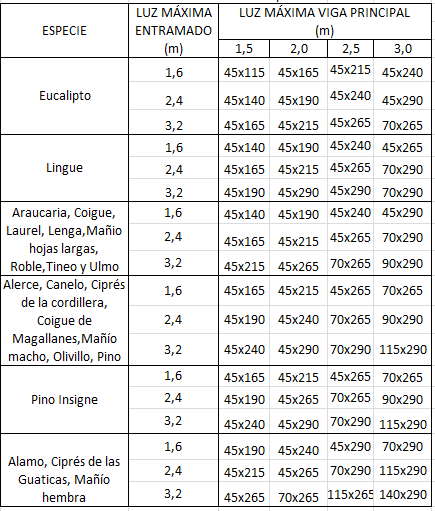 ESPECIE LUZ MÁXIMA ENTRAMADO (m) LUZ MÁXIMA VIGA PRINCIPAL (m)
1,5 2,0 2,5 3,0
Eucalipto
1,6 45x115 45x165 45x215 45x240
2,4 45x140 45x190 45x240 45x290
3,2 45x165 45x215 45x265 70x265
Lingue
1,6 45x140 45x190 45x240 45x265
2,4 45x165 45x215 45x265 70x290
3,2 45x190 45x290 45x290 70x290
Araucaria, Coigue,
Laurel, Lenga,Mañio
hojas largas,
Roble,Tineo y Ulmo
1,6 45x140 45x190 45x240 45x290
2,4 45x165 45x215 45x265 70x290
3,2 45x215 45x265 70x265 90x290
Alerce, Canelo, Ciprés
de la cordillera,
Coigue de
Magallanes,Mañío
macho, Olivillo, Pino
1,6 45x165 45x215 45x265 70x265
2,4 45x190 45x240 70x265 90x290
3,2 45x240 45x290 70x290 115x290
Pino Insigne
1,6 45x165 45x215 45x265 70x265
2,4 45x190 45x265 70x265 90x290
3,2 45x240 45x290 70x290 115x290
Alamo, Ciprés de las
Guaticas, Mañío
hembra
1,6 45x190 45x240 45x290 70x290
2,4 45x215 45x265 70x290 115x290
3,2 45x265 70x265 115x265 140x290